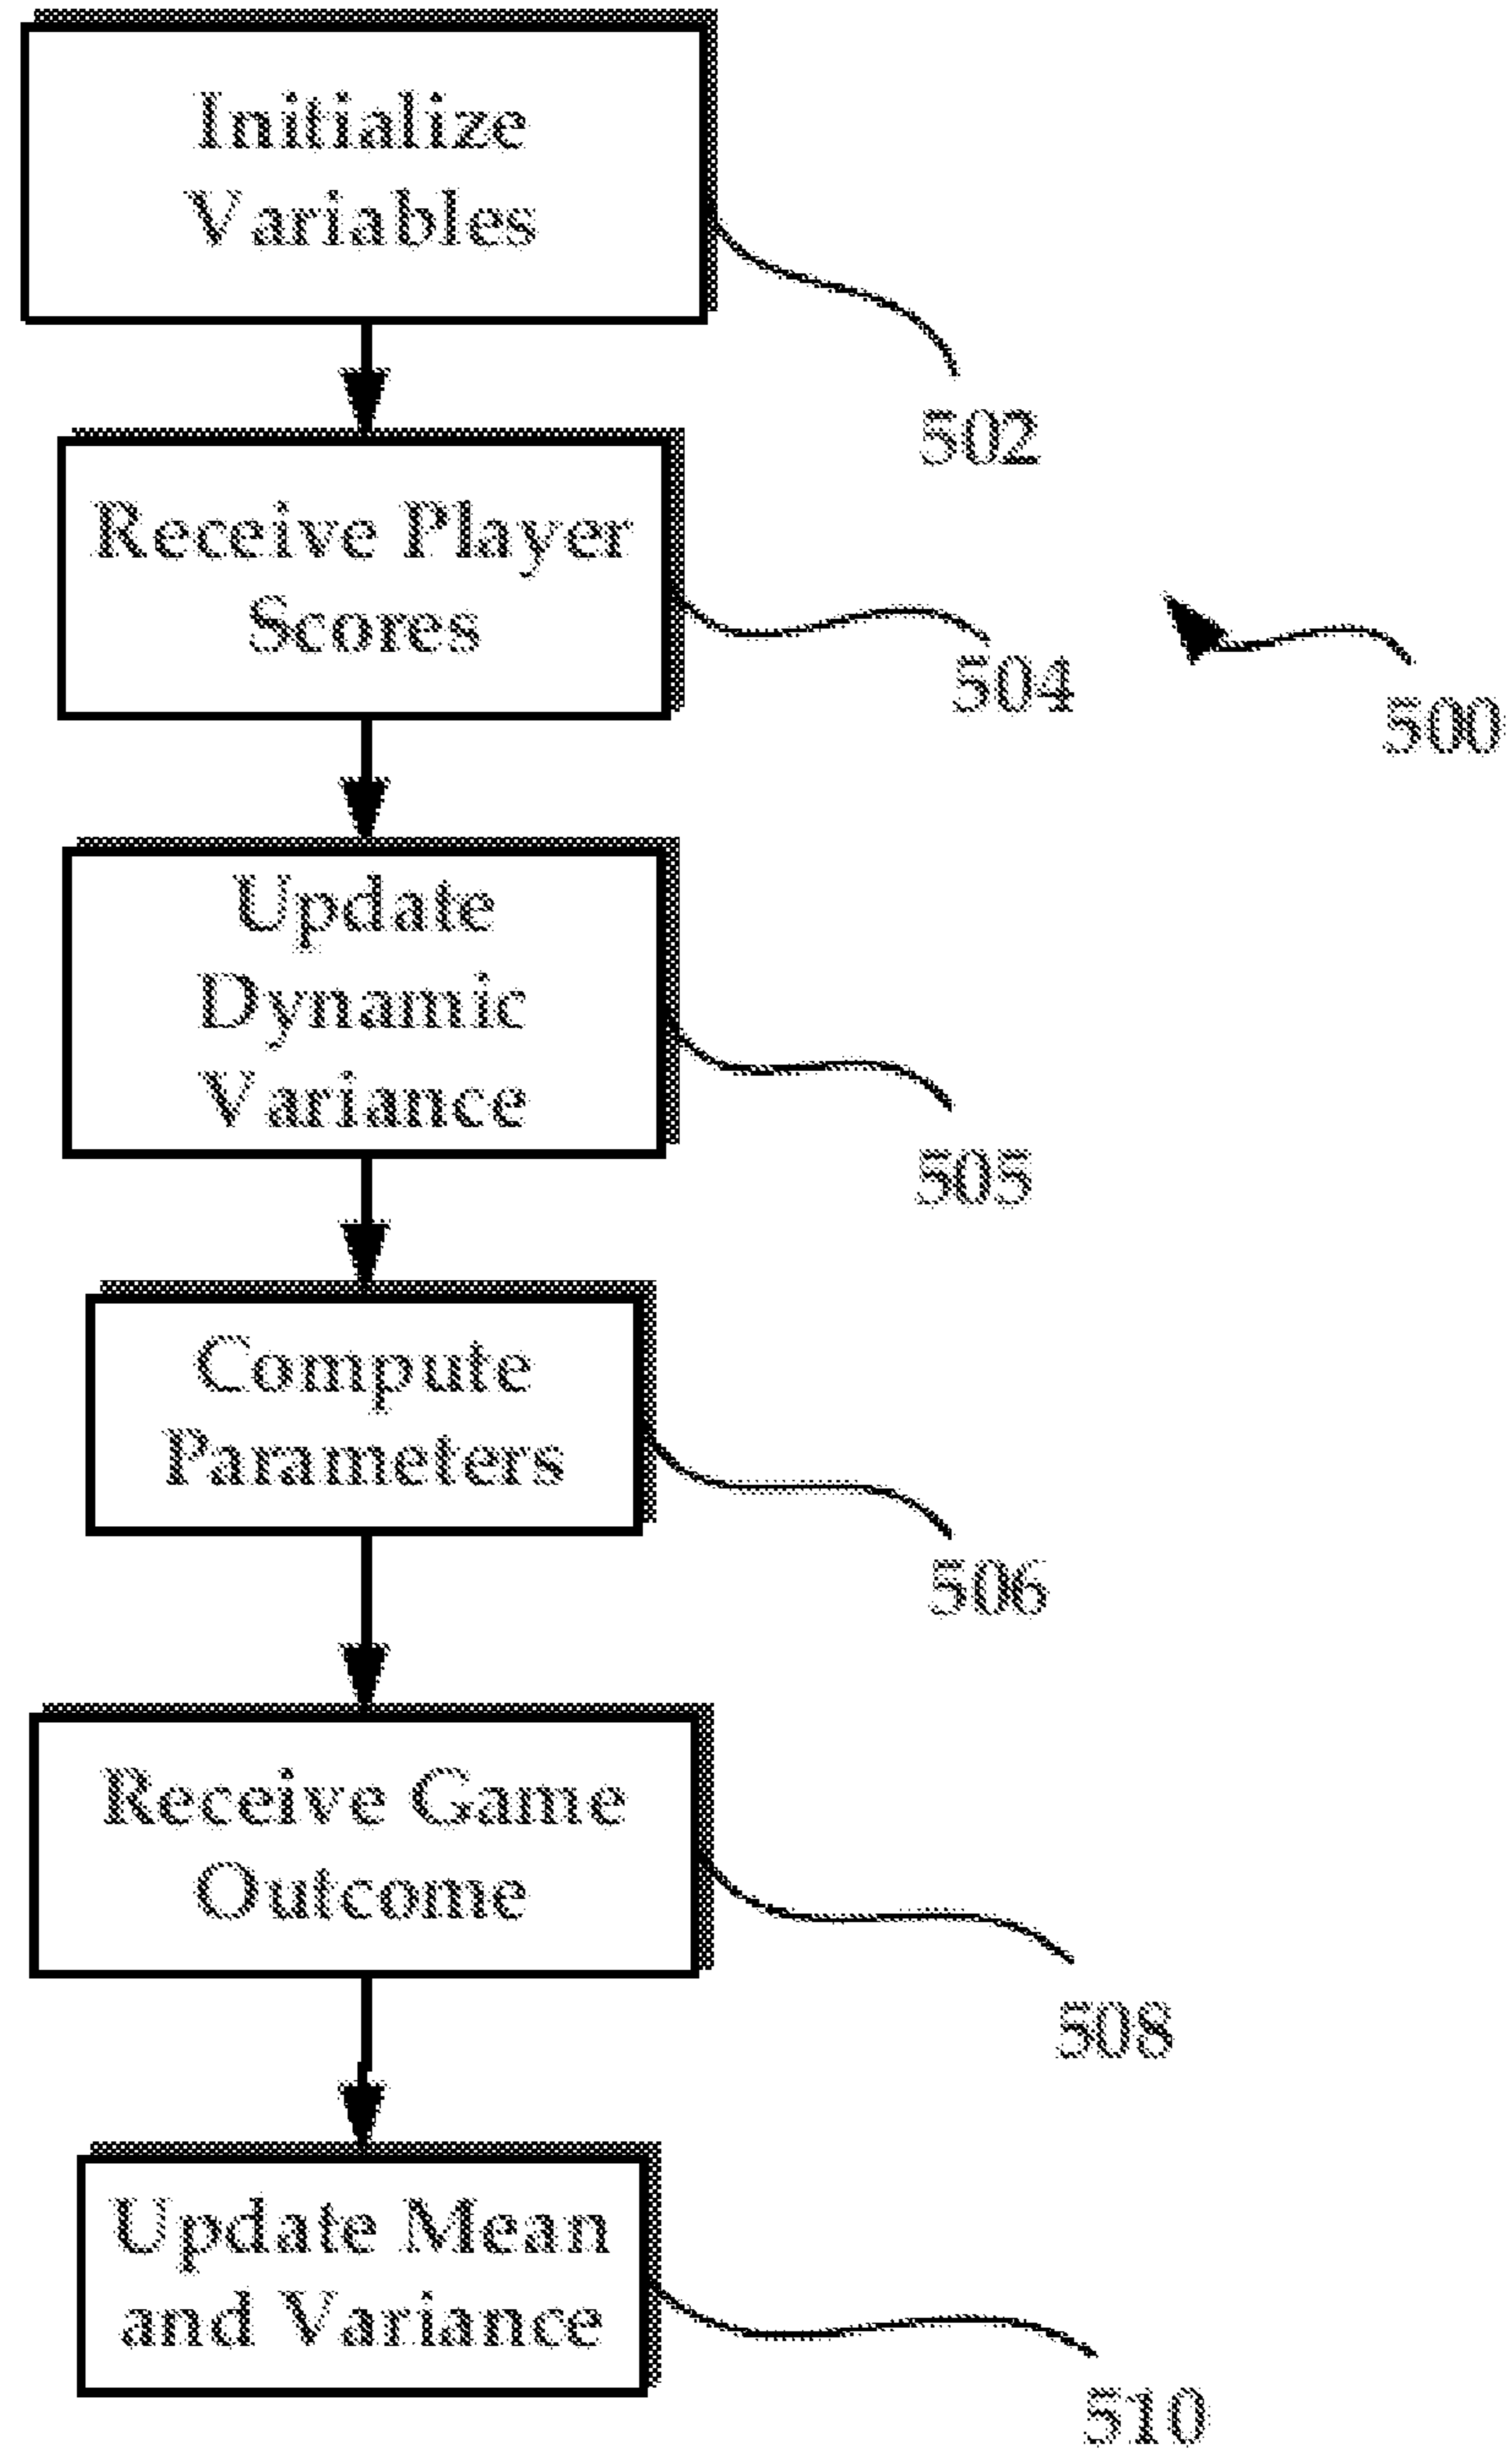 Initialize
Variables
502
Receive Player
Scores
504
500
Update
Dynamic
Variance
505
Compute
Parameters
506
Receive Game
Outcome
508
Update Mean
and Variance
510